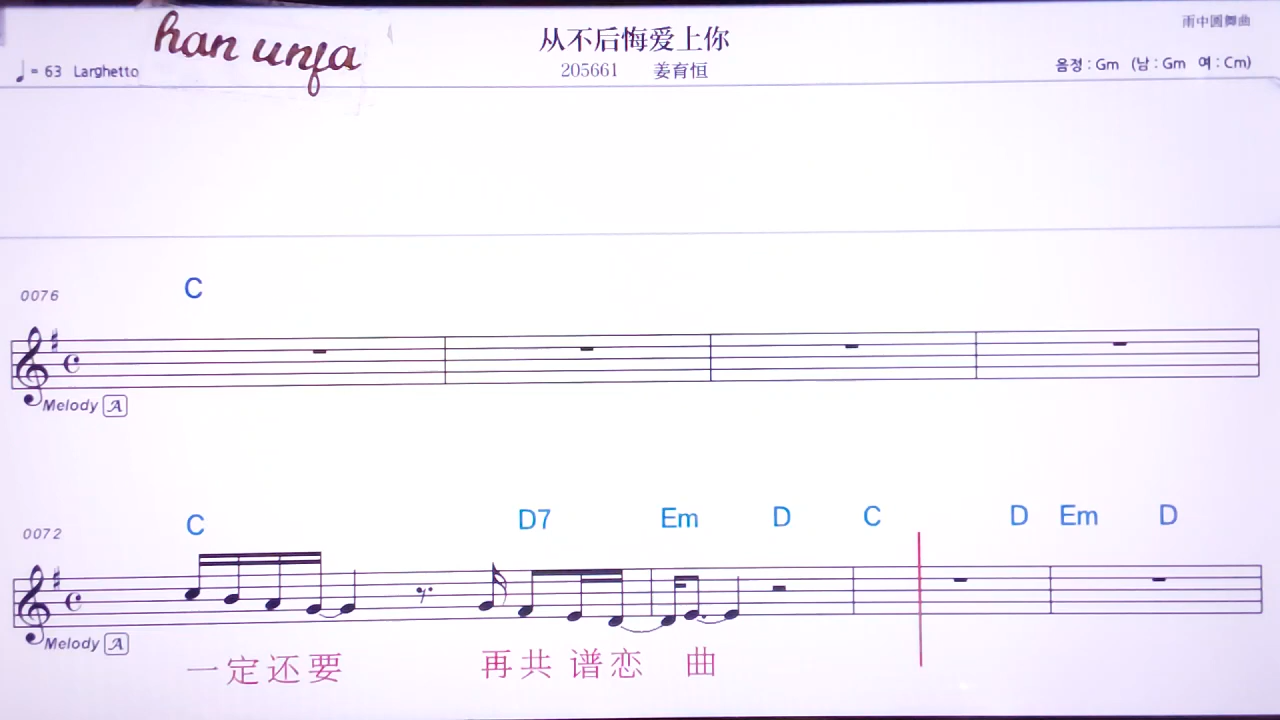 han unja
从不后悔爱上你
雨中圆舞曲
♩= 63 Larghetto
205661 姜育恒
음정 : Gm (남 : Gm 여 : Cm)
0076
C
Melody A
0072
C D7 Em D C D Em D
Melody A
一定还要 再共谱恋 曲